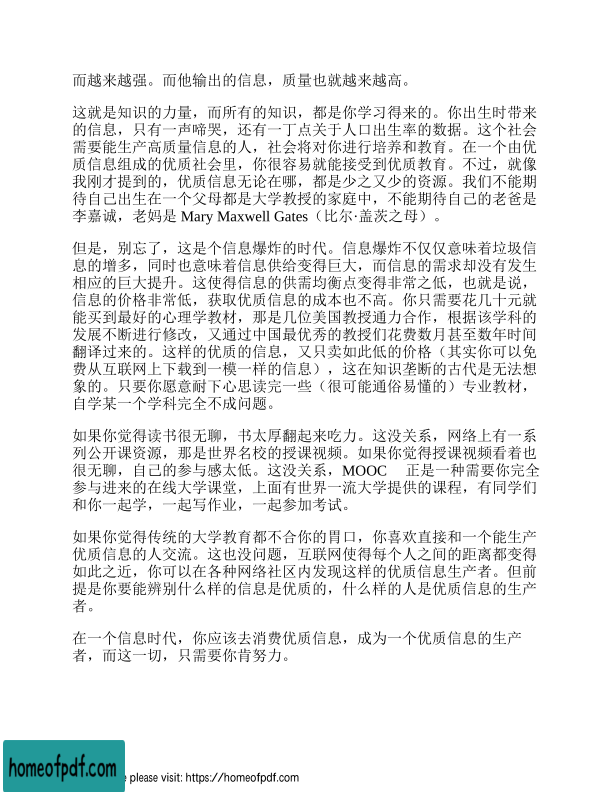 而越来越强。而他输出的信息，质量也就越来越高。
这就是知识的力量，而所有的知识，都是你学习得来的。你出生时带来
的信息，只有一声啼哭，还有一丁点关于人口出生率的数据。这个社会
需要能生产高质量信息的人，社会将对你进行培养和教育。在一个由优
质信息组成的优质社会里，你很容易就能接受到优质教育。不过，就像
我刚才提到的，优质信息无论在哪，都是少之又少的资源。我们不能期
待自己出生在一个父母都是大学教授的家庭中，不能期待自己的老爸是
李嘉诚，老妈是 Mary Maxwell Gates（比尔·盖茨之母）。
但是，别忘了，这是个信息爆炸的时代。信息爆炸不仅仅意味着垃圾信
息的增多，同时也意味着信息供给变得巨大，而信息的需求却没有发生
相应的巨大提升。这使得信息的供需均衡点变得非常之低，也就是说，
信息的价格非常低，获取优质信息的成本也不高。你只需要花几十元就
能买到最好的心理学教材，那是几位美国教授通力合作，根据该学科的
发展不断进行修改，又通过中国最优秀的教授们花费数月甚至数年时间
翻译过来的。这样的优质的信息，又只卖如此低的价格（其实你可以免
费从互联网上下载到一模一样的信息），这在知识垄断的古代是无法想
象的。只要你愿意耐下心思读完一些（很可能通俗易懂的）专业教材，
自学某一个学科完全不成问题。
如果你觉得读书很无聊，书太厚翻起来吃力。这没关系，网络上有一系
列公开课资源，那是世界名校的授课视频。如果你觉得授课视频看着也
很无聊，自己的参与感太低。这没关系，MOOC 正是一种需要你完全
参与进来的在线大学课堂，上面有世界一流大学提供的课程，有同学们
和你一起学，一起写作业，一起参加考试。
如果你觉得传统的大学教育都不合你的胃口，你喜欢直接和一个能生产
优质信息的人交流。这也没问题，互联网使得每个人之间的距离都变得
如此之近，你可以在各种网络社区内发现这样的优质信息生产者。但前
提是你要能辨别什么样的信息是优质的，什么样的人是优质信息的生产
者。
在一个信息时代，你应该去消费优质信息，成为一个优质信息的生产
者，而这一切，只需要你肯努力。
homeofpdf.com
please visit: https://homeofpdf.com